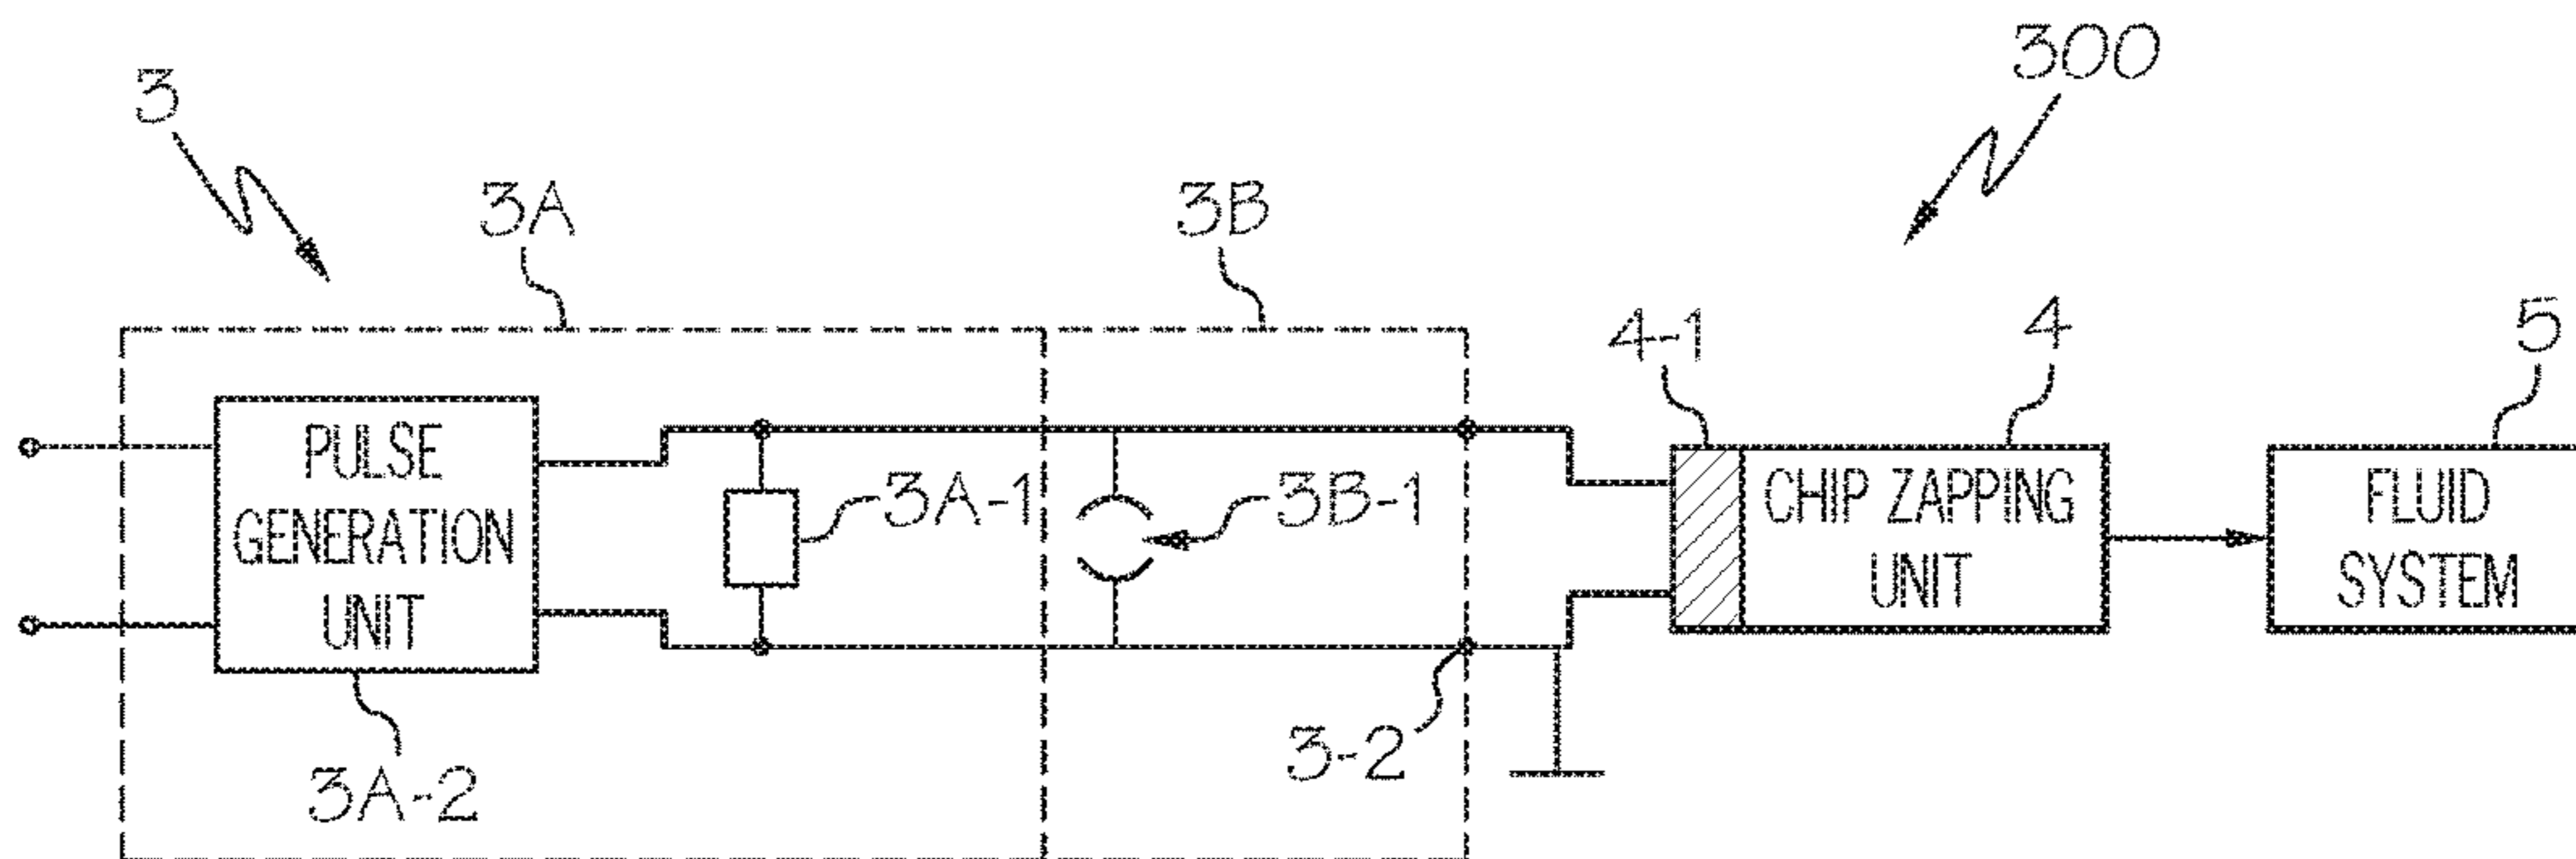 300
3
3A
3B
4-1
4
5
PULSE
GENERATION
UNIT
3A-1
3B-1
CHIP ZAPPING
UNIT
FLUID
SYSTEM
3-2
3A-2